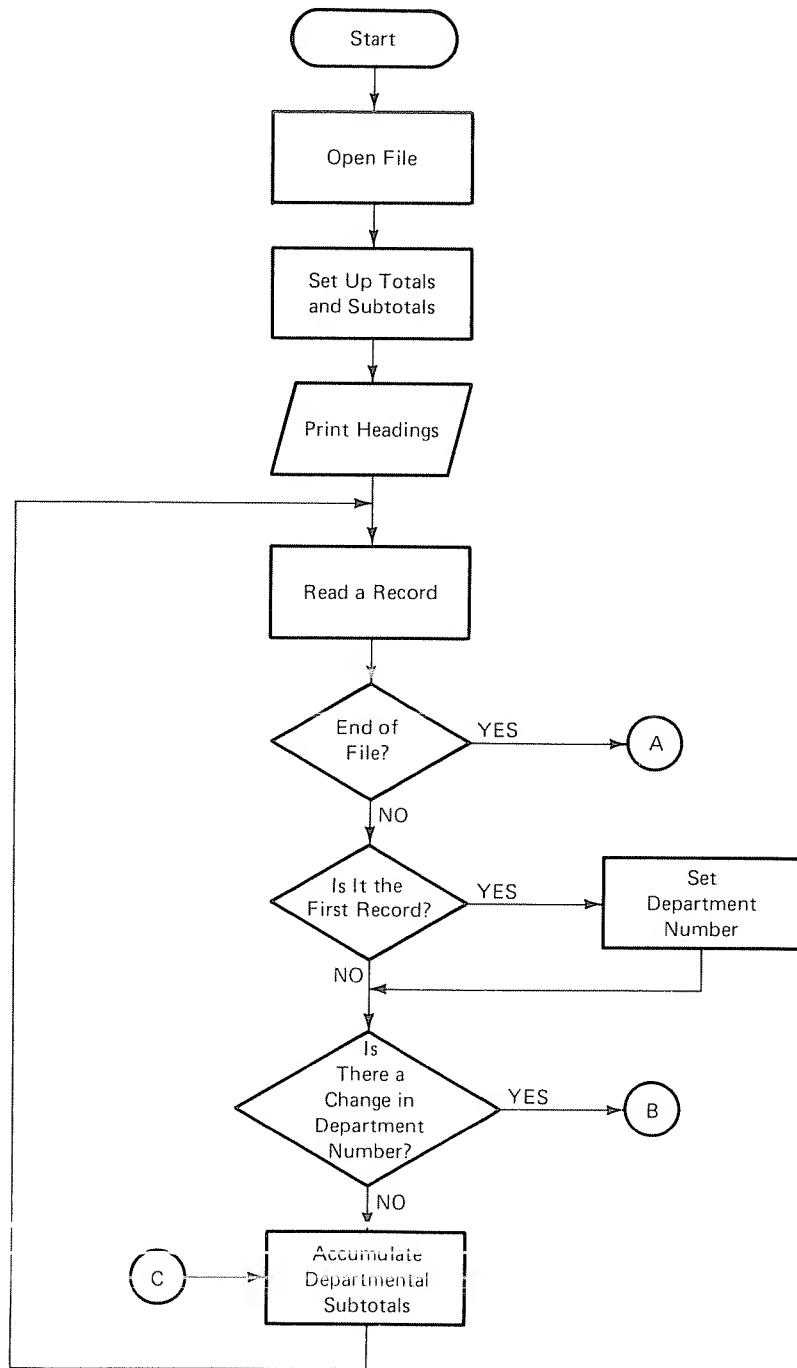 Start
Open File
Set Up Totals
and Subtotals
Print Headings
Read a Record
End of
File?
YES
A
NO
Is It the
First Record?
YES
Set
Department
Number
NO
Is
There a
Change in
Department
Number?
YES
B
NO
C
Accumulate
Departmental
Subtotals